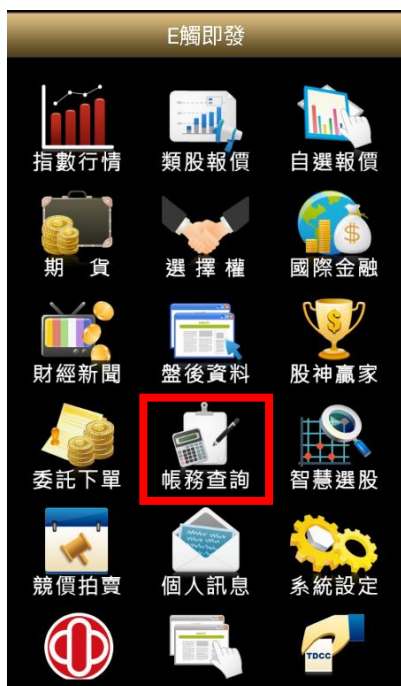 E觸即發
指數行情 類股報價 自選報價
期 貨 選擇權 國際金融
財經新聞 盤後資料 股神贏家
委託下單 帳務查詢 智慧選股
競價拍賣 個人訊息 系統設定
TDCC